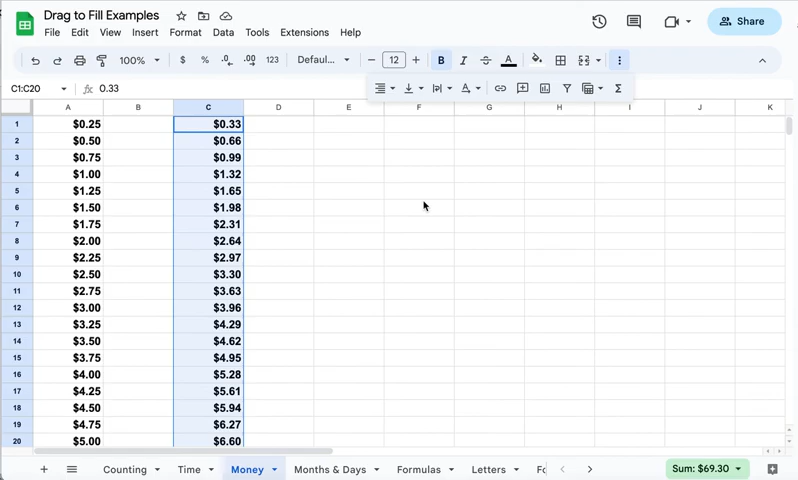 Drag to Fill Examples
File Edit View Insert Format Data Tools Extensions Help
Share
100% $ % .0 .00 123 Defaul... 12 B I S A
C1:C20 fx 0.33
A B C D E F G H I J K
1 $0.25 $0.33
2 $0.50 $0.66
3 $0.75 $0.99
4 $1.00 $1.32
5 $1.25 $1.65
6 $1.50 $1.98
7 $1.75 $2.31
8 $2.00 $2.64
9 $2.25 $2.97
10 $2.50 $3.30
11 $2.75 $3.63
12 $3.00 $3.96
13 $3.25 $4.29
14 $3.50 $4.62
15 $3.75 $4.95
16 $4.00 $5.28
17 $4.25 $5.61
18 $4.50 $5.94
19 $4.75 $6.27
20 $5.00 $6.60
Counting Time Money Months & Days Formulas Letters Fo Sum: $69.30